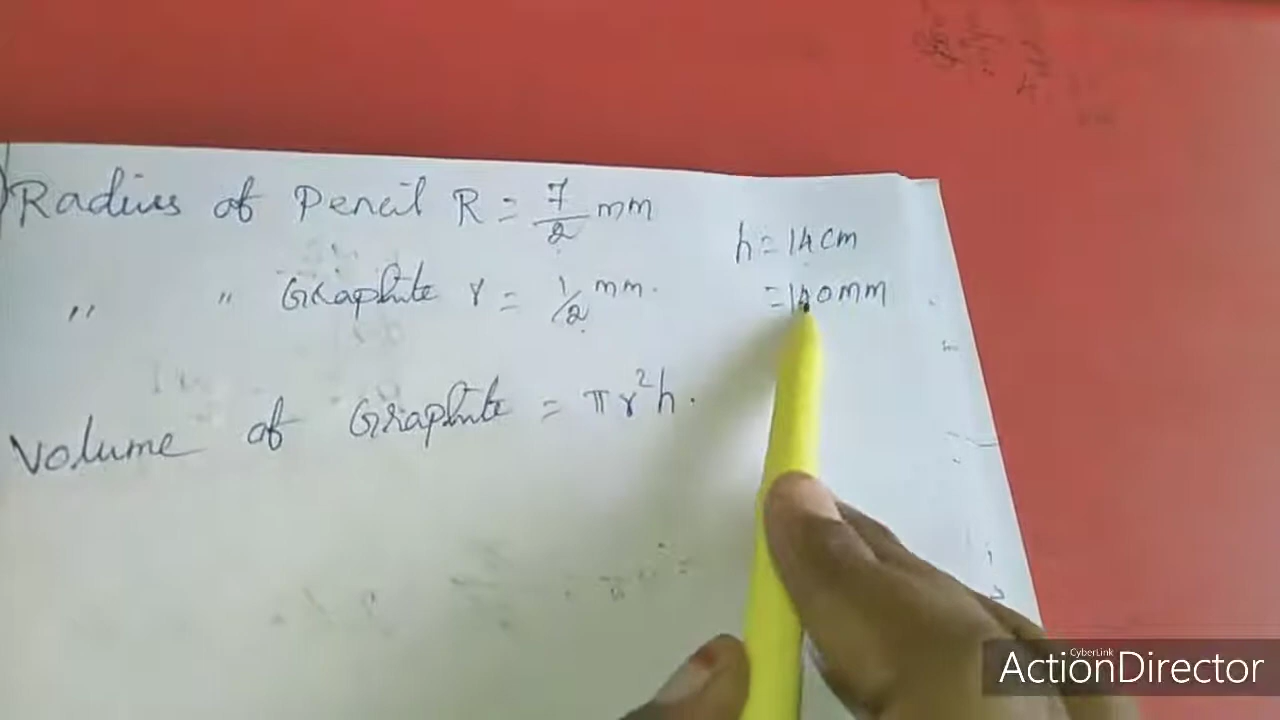 Radius of Pencil R = 7/2 mm
h = 14 cm
= 140 mm
" " Graphite r = 1/2 mm.
Volume of Graphite = πr²h.
CyberLink
ActionDirector